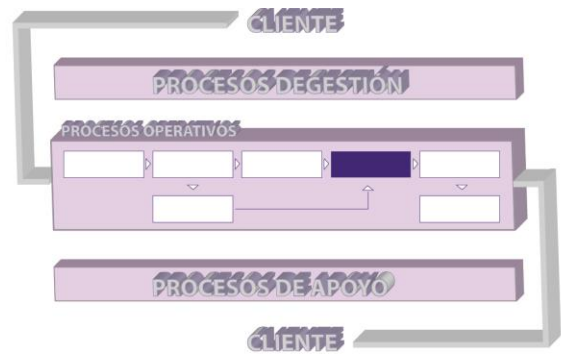 CLIENTE
PROCESOS DEGESTIÓN
PROCESOS OPERATIVOS
PROCESOS DE APOYO
CLIENTE